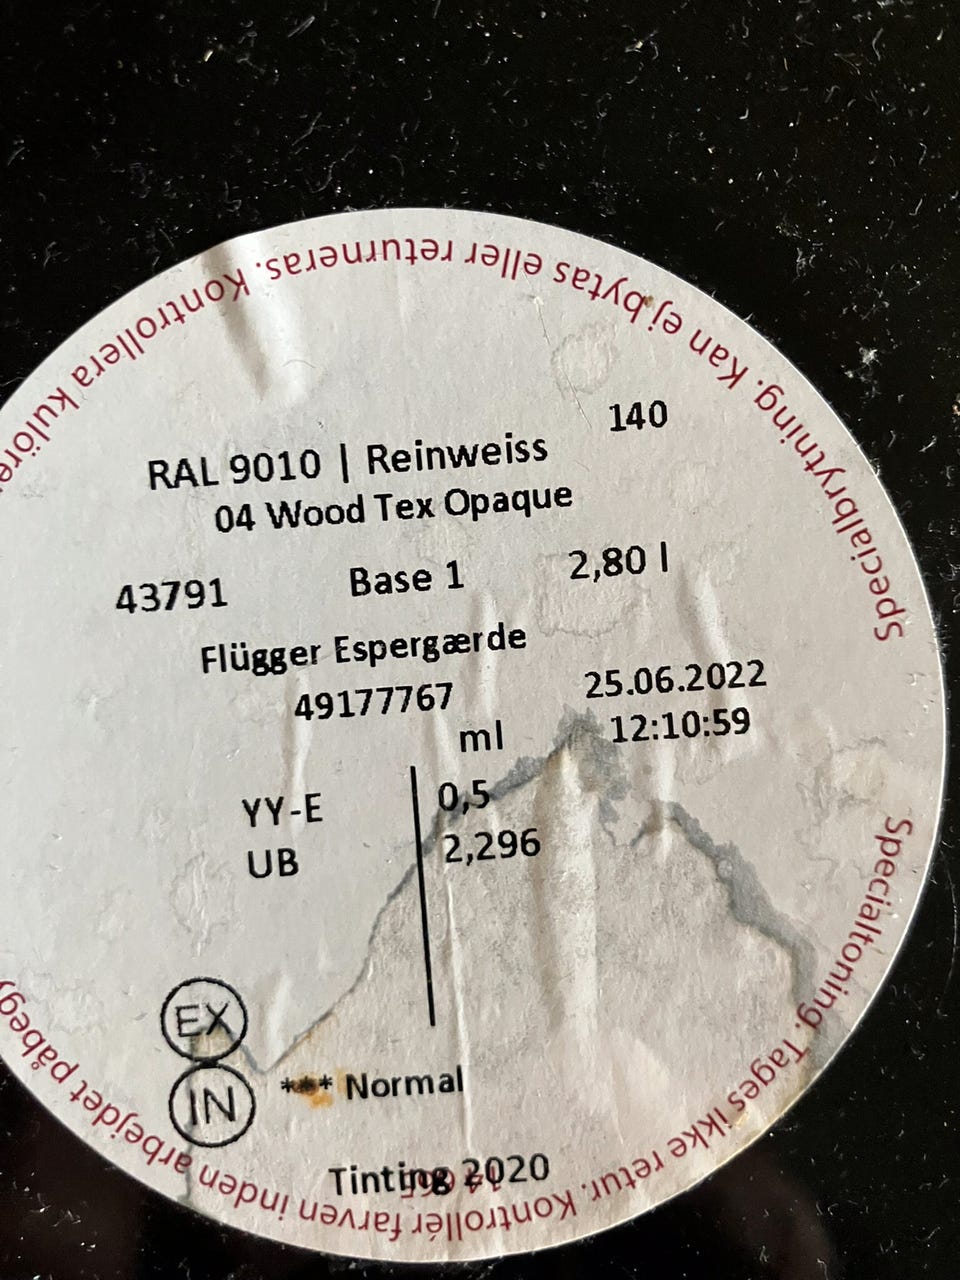 Specialbrytning. Kan ej bytas eller returneras. Kontrollera kulöre
140
RAL 9010 | Reinweiss
04 Wood Tex Opaque
43791 Base 1 2,80 l
Flügger Espergærde
49177767 25.06.2022
ml 12:10:59
YY-E 0,5
UB 2,296
EX
IN
*** Normal
Tinting 2020
Specialtoning. Tages ikke retur. Kontrollér farven inden arbejdet påbeg